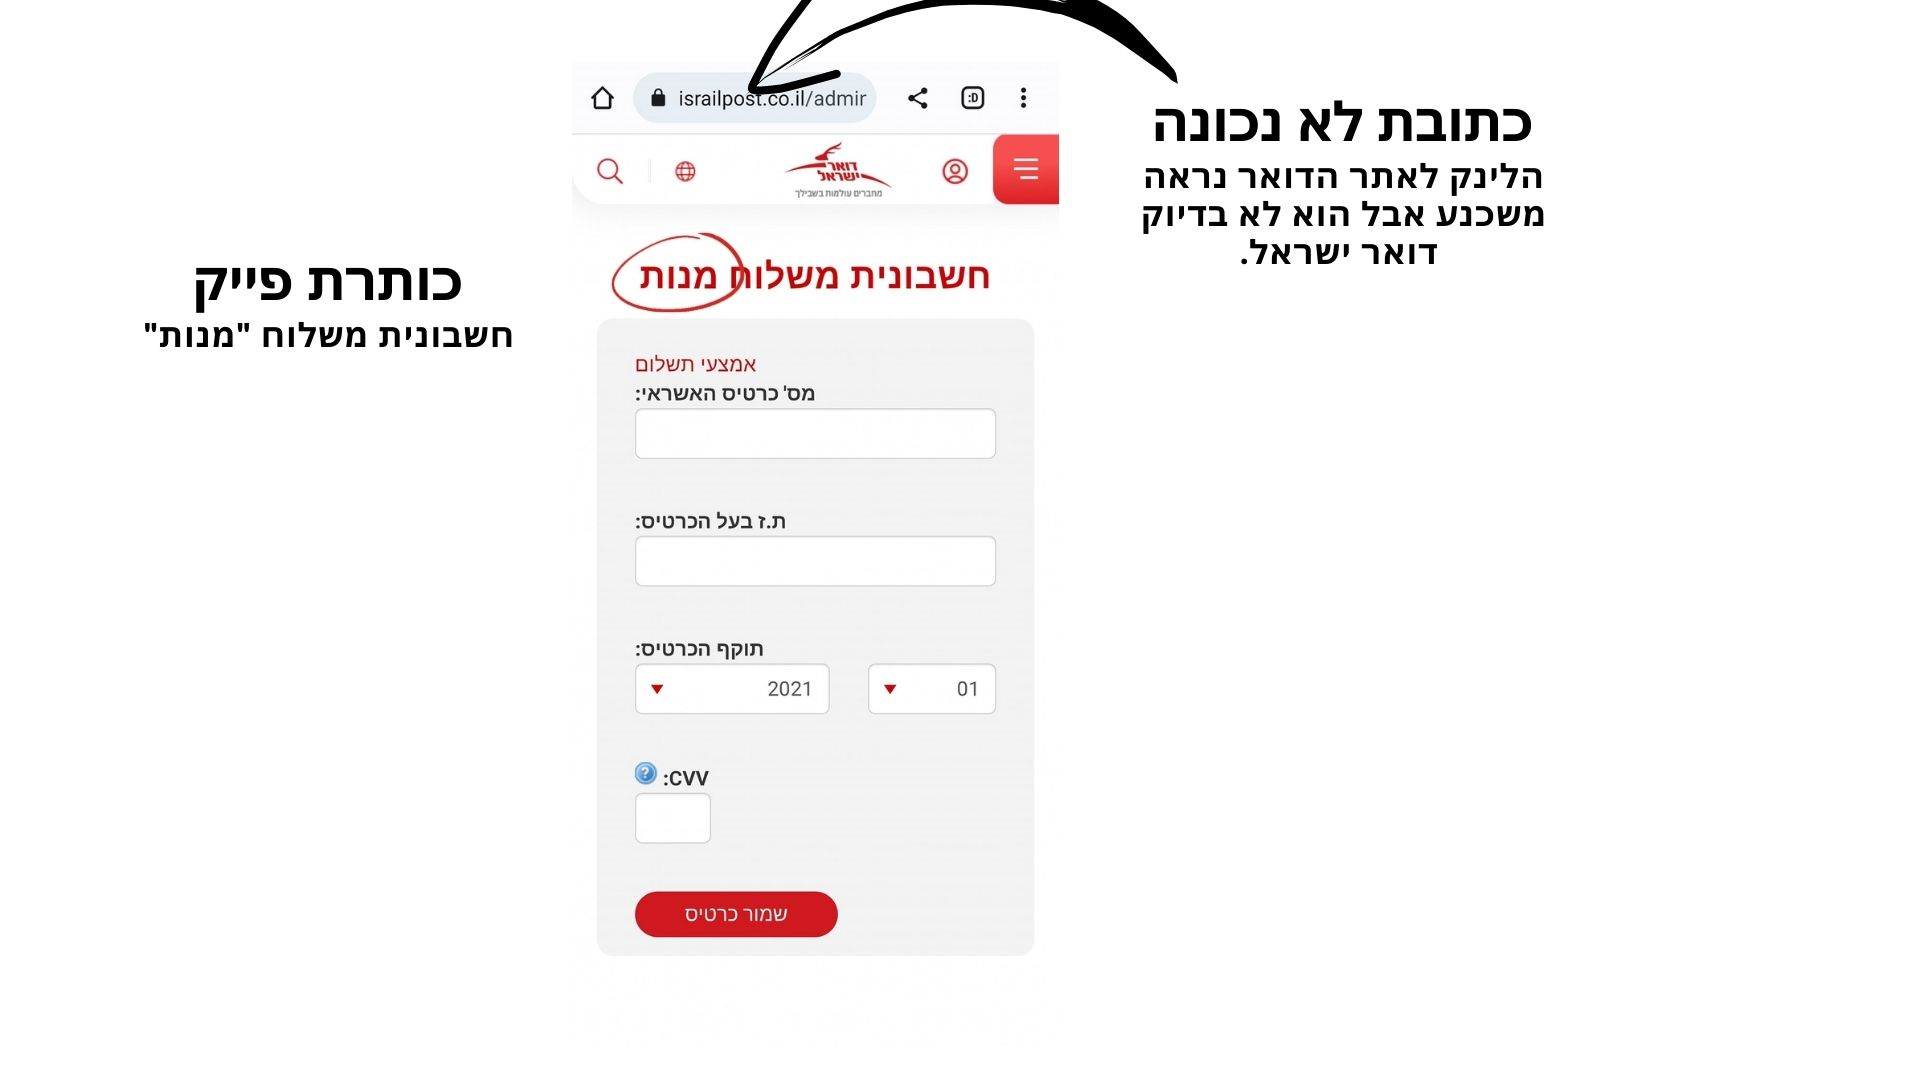 israilpost.co.il/admir
:D
דואר
ישראל
מחברים עולמות בשבילך
כתובת לא נכונה
הלינק לאתר הדואר נראה
משכנע אבל הוא לא בדיוק
דואר ישראל.
כותרת פייק
חשבונית משלוח "מנות"
חשבונית משלוח מנות
אמצעי תשלום
מס' כרטיס האשראי:
ת.ז בעל הכרטיס:
תוקף הכרטיס:
01
2021
CVV:
?
שמור כרטיס